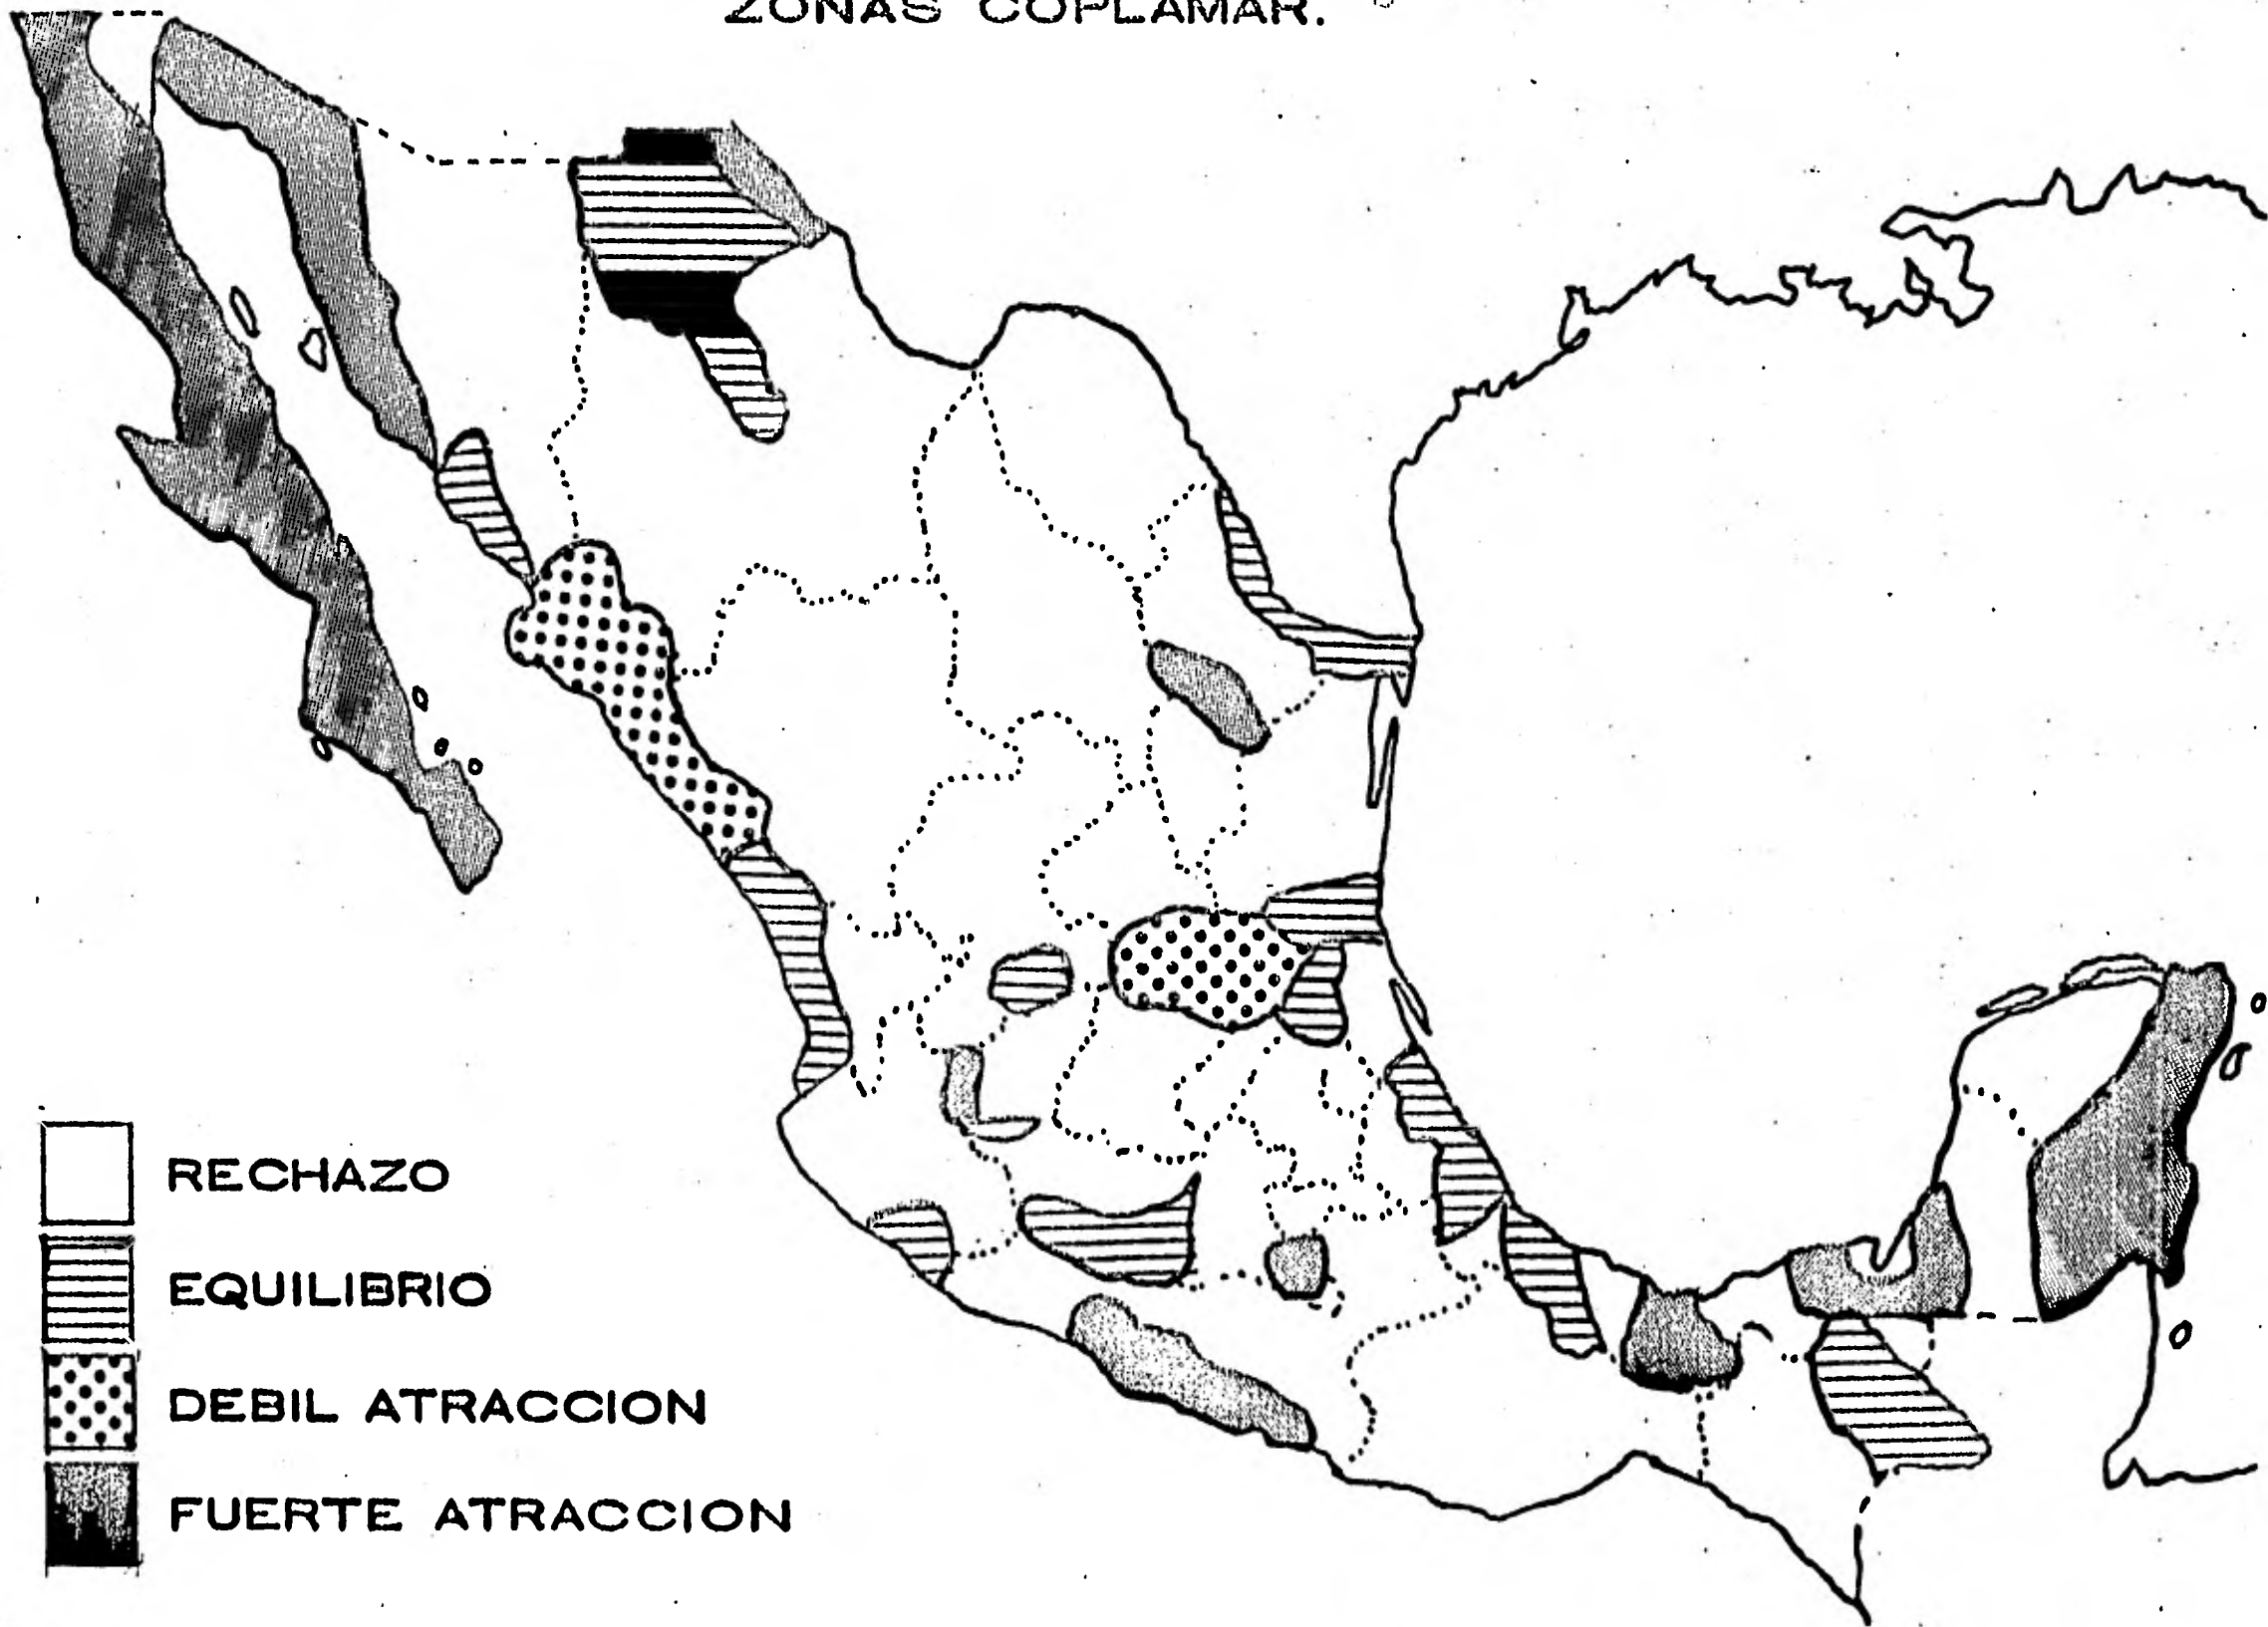 ZONAS COPLAMAR.
RECHAZO
EQUILIBRIO
DEBIL ATRACCION
FUERTE ATRACCION